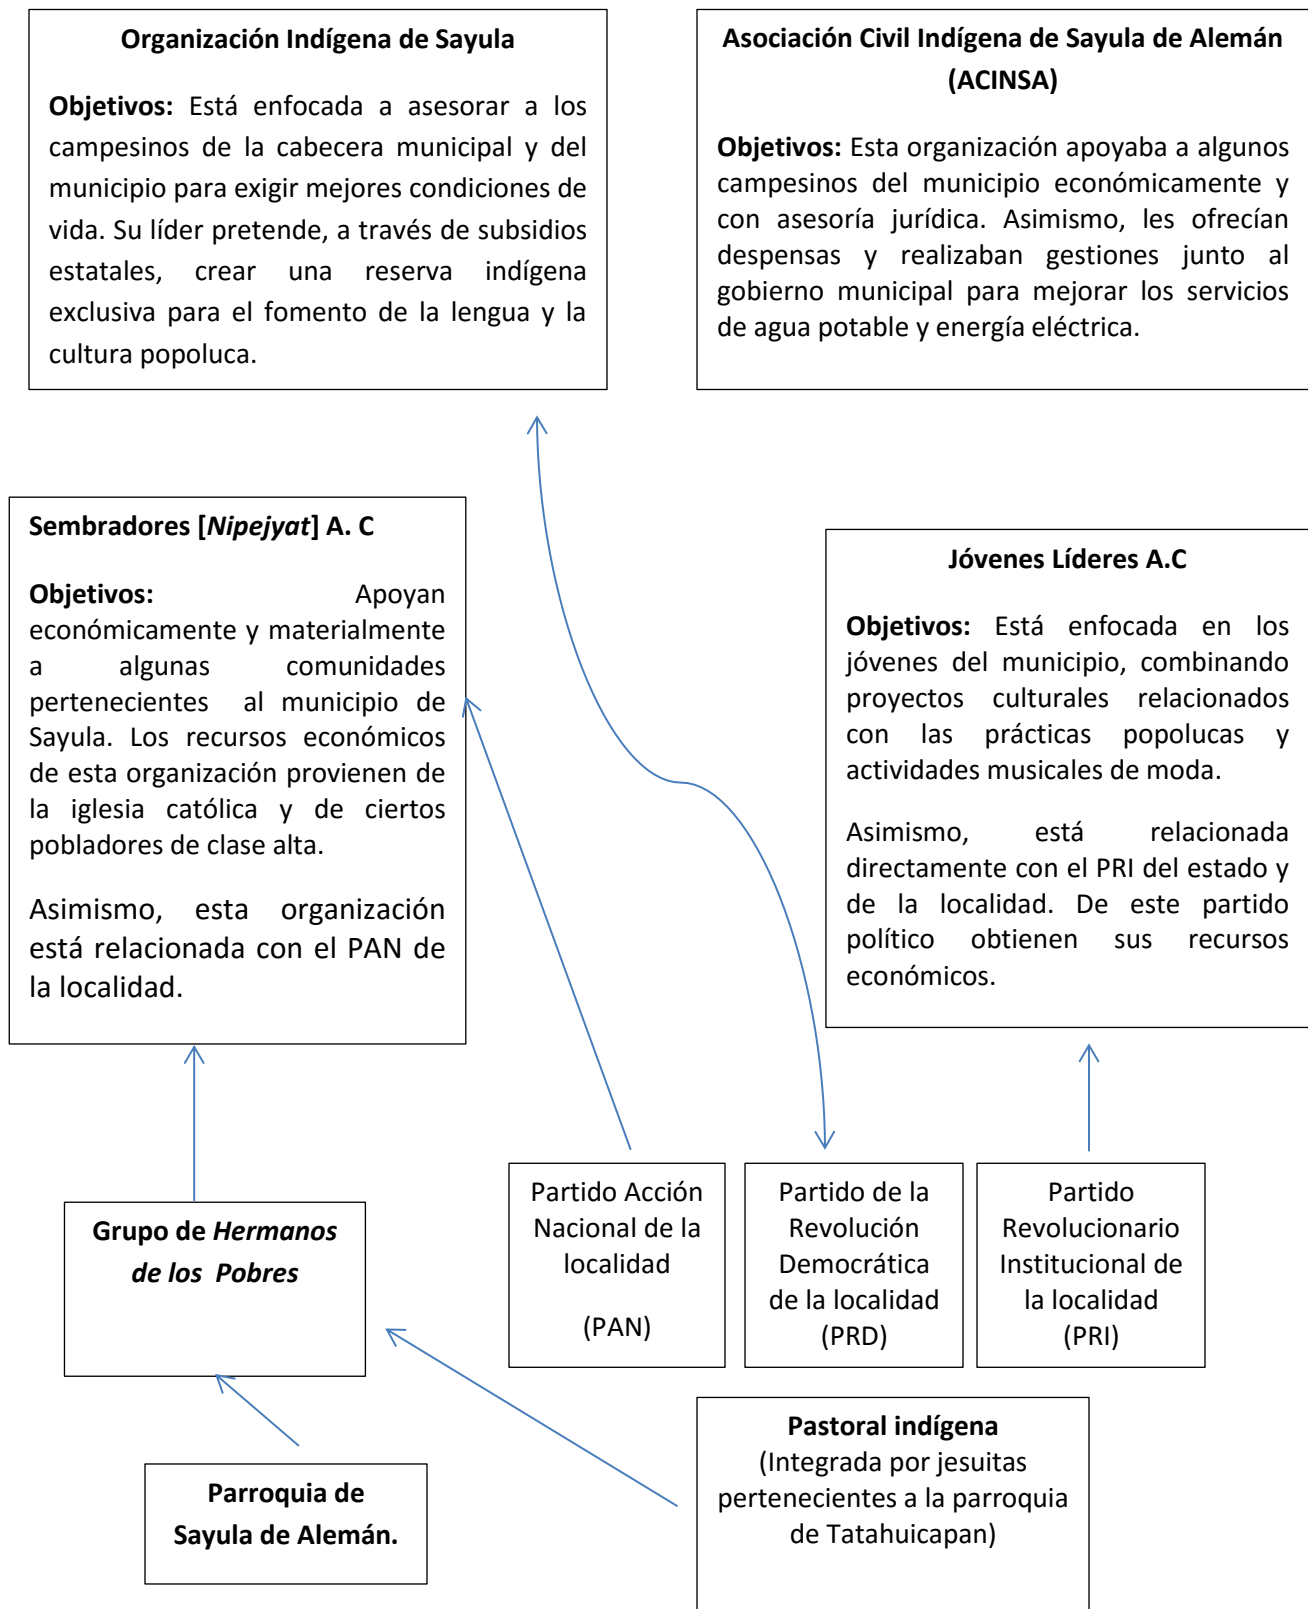 Organización Indígena de Sayula
Objetivos: Está enfocada a asesorar a los
campesinos de la cabecera municipal y del
municipio para exigir mejores condiciones de
vida. Su líder pretende, a través de subsidios
estatales, crear una reserva indígena
exclusiva para el fomento de la lengua y la
cultura popoluca.
Asociación Civil Indígena de Sayula de Alemán
(ACINSA)
Objetivos: Esta organización apoyaba a algunos
campesinos del municipio económicamente y
con asesoría jurídica. Asimismo, les ofrecían
despensas y realizaban gestiones junto al
gobierno municipal para mejorar los servicios
de agua potable y energía eléctrica.
Sembradores [Nipejyat] A. C
Objetivos: Apoyan
económicamente y materialmente
a algunas comunidades
pertenecientes al municipio de
Sayula. Los recursos económicos
de esta organización provienen de
la iglesia católica y de ciertos
pobladores de clase alta.
Asimismo, esta organización
está relacionada con el PAN de
la localidad.
Jóvenes Líderes A.C
Objetivos: Está enfocada en los
jóvenes del municipio, combinando
proyectos culturales relacionados
con las prácticas popolucas y
actividades musicales de moda.
Asimismo, está relacionada
directamente con el PRI del estado y
de la localidad. De este partido
político obtienen sus recursos
económicos.
Grupo de Hermanos
de los Pobres
Partido Acción
Nacional de la
localidad
(PAN)
Partido de la
Revolución
Democrática
de la localidad
(PRD)
Partido
Revolucionario
Institucional de
la localidad
(PRI)
Parroquia de
Sayula de Alemán.
Pastoral indígena
(Integrada por jesuitas
pertenecientes a la parroquia
de Tatahuicapan)